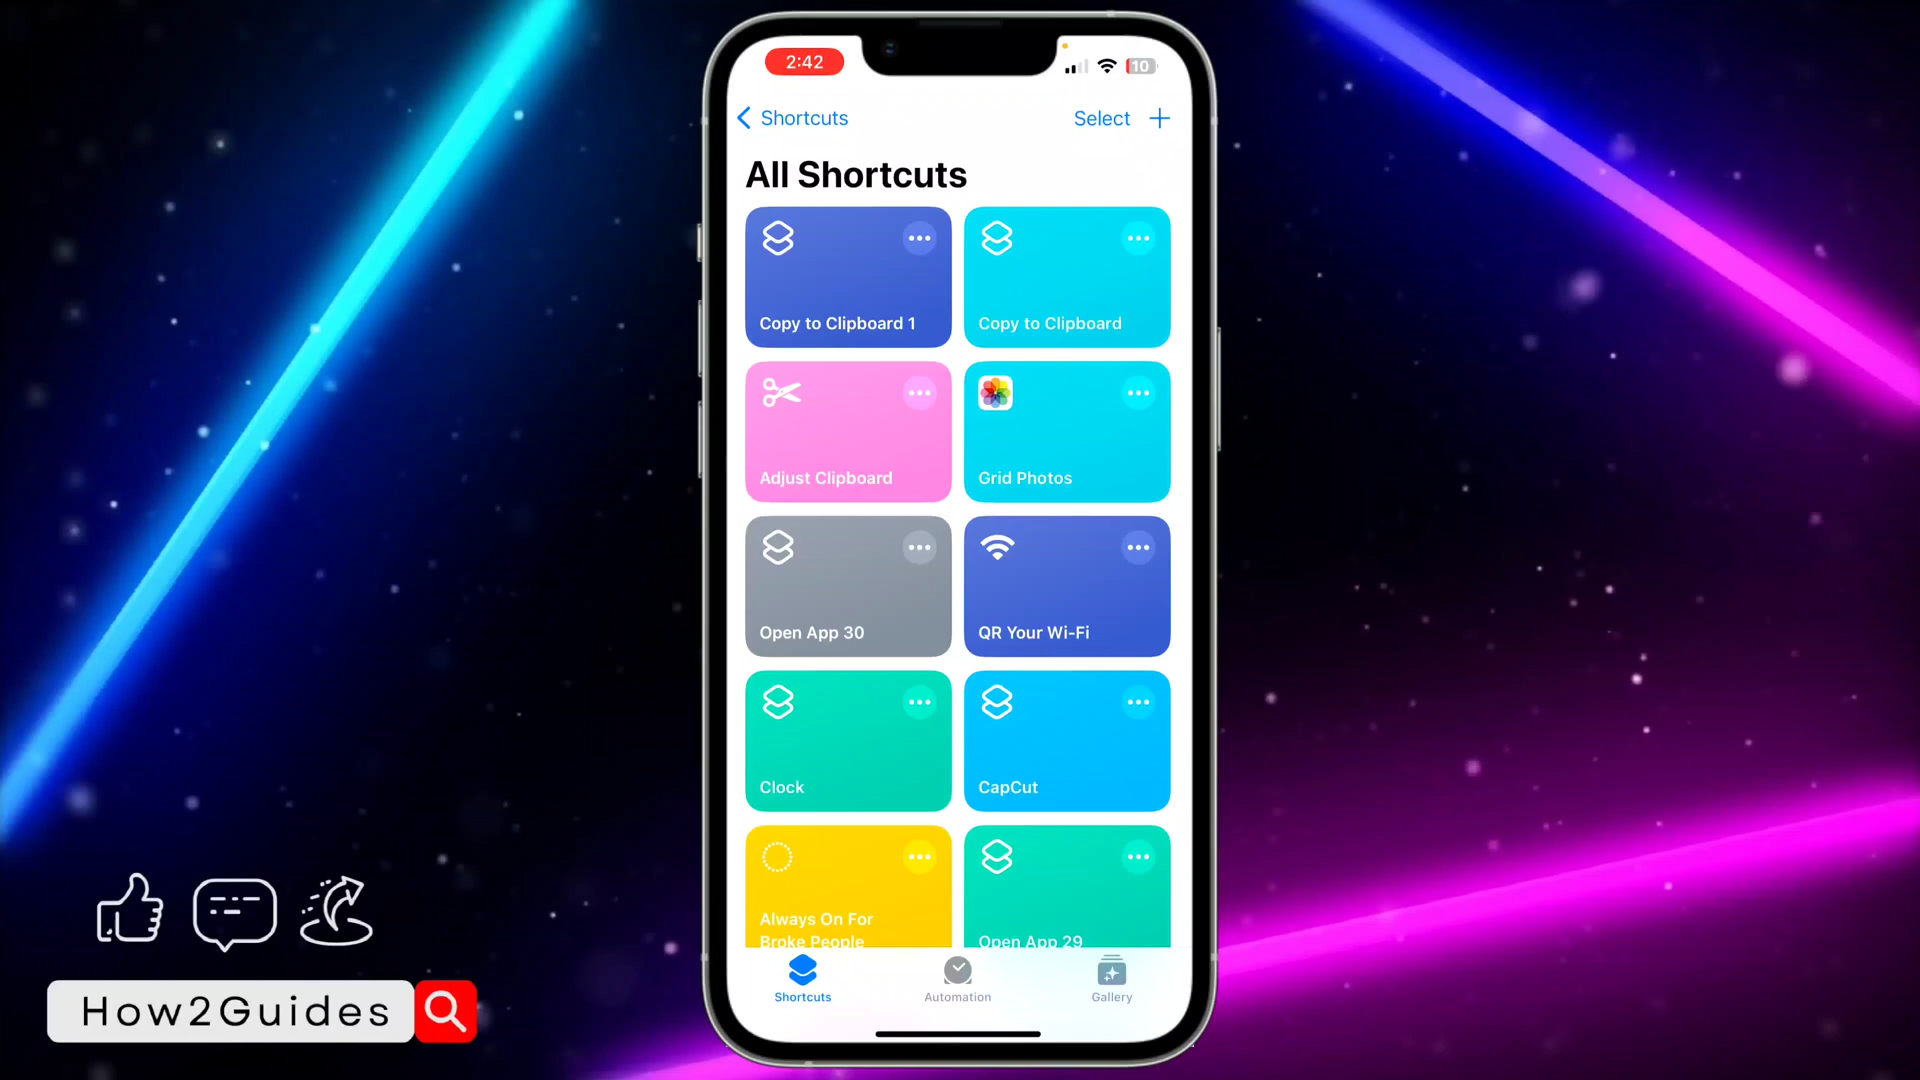 2:42
10
Shortcuts
Select
All Shortcuts
Copy to Clipboard 1
Copy to Clipboard
Adjust Clipboard
Grid Photos
Open App 30
QR Your Wi-Fi
Clock
CapCut
Always On For
Broke People
Open App 29
Shortcuts
Automation
Gallery
How2Guides